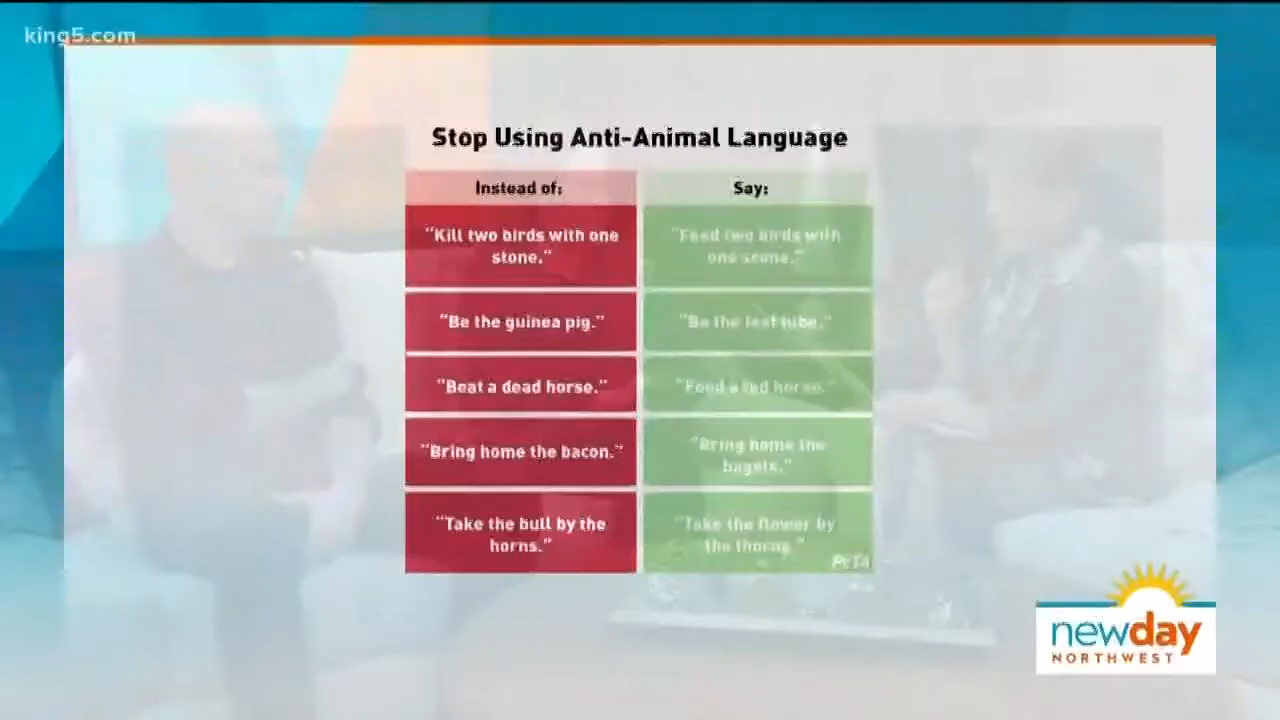 king5.com
Stop Using Anti-Animal Language
Instead of:
Say:
"Kill two birds with one
stone."
"Feed two birds with
one scone."
"Be the guinea pig."
"Be the test tube."
"Beat a dead horse."
"Feed a fed horse."
"Bring home the bacon."
"Bring home the
bagels."
"Take the bull by the
horns."
"Take the flower by
the thorns."
PETA
newday
NORTHWEST